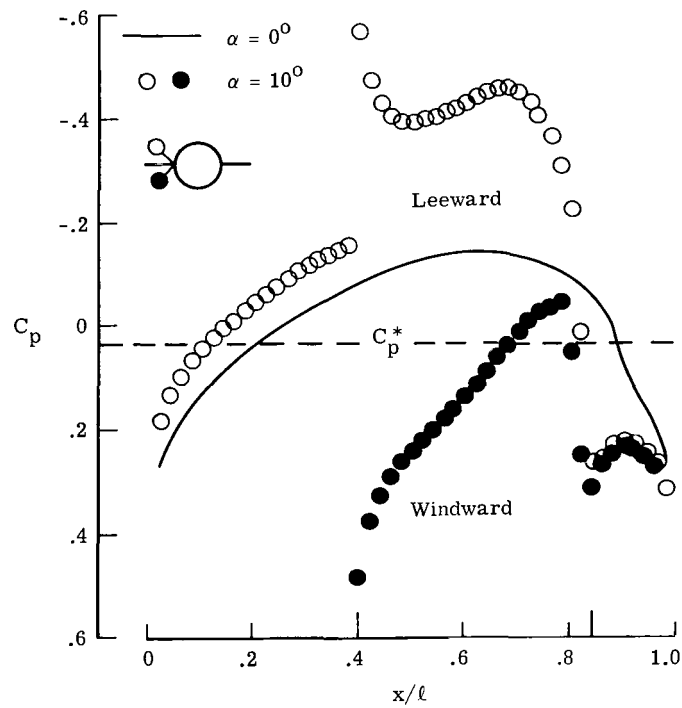 -.6
α = 0°
α = 10°
-.4
Leeward
-.2
C_p
0
C_p*
.2
.4
Windward
.6
0 .2 .4 .6 .8 1.0
x/ℓ